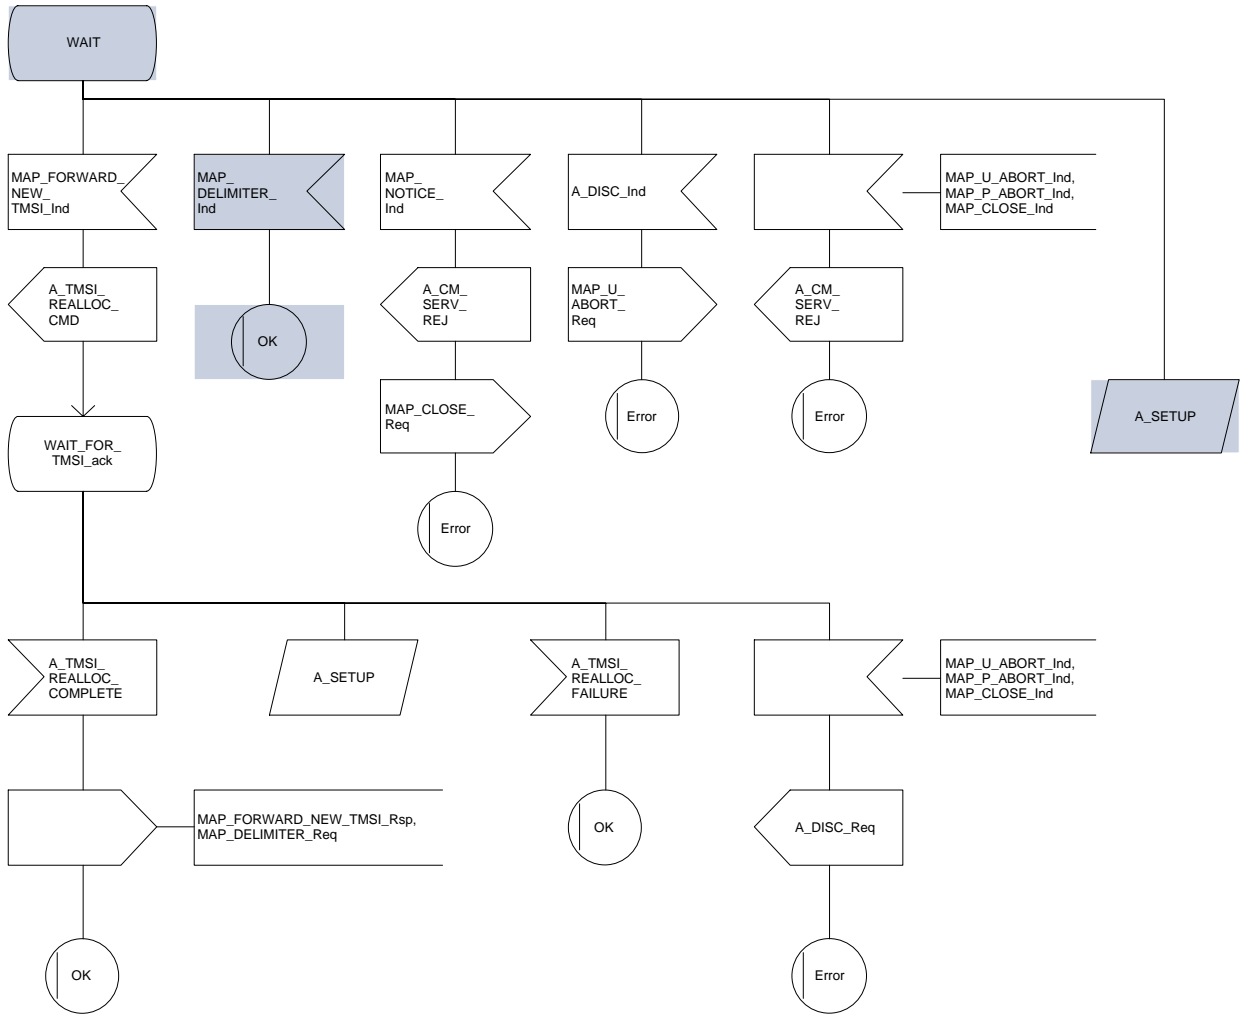 WAIT
MAP_FORWARD_
NEW_
TMSI_Ind
MAP_
DELIMITER_
Ind
MAP_
NOTICE_
Ind
A_DISC_Ind
MAP_U_ABORT_Ind,
MAP_P_ABORT_Ind,
MAP_CLOSE_Ind
A_TMSI_
REALLOC_
CMD
OK
A_CM_
SERV_
REJ
MAP_U_
ABORT_
Req
A_CM_
SERV_
REJ
MAP_CLOSE_
Req
Error
Error
A_SETUP
WAIT_FOR_
TMSI_ack
Error
A_TMSI_
REALLOC_
COMPLETE
A_SETUP
A_TMSI_
REALLOC_
FAILURE
MAP_U_ABORT_Ind,
MAP_P_ABORT_Ind,
MAP_CLOSE_Ind
MAP_FORWARD_NEW_TMSI_Rsp,
MAP_DELIMITER_Req
OK
A_DISC_Req
OK
Error